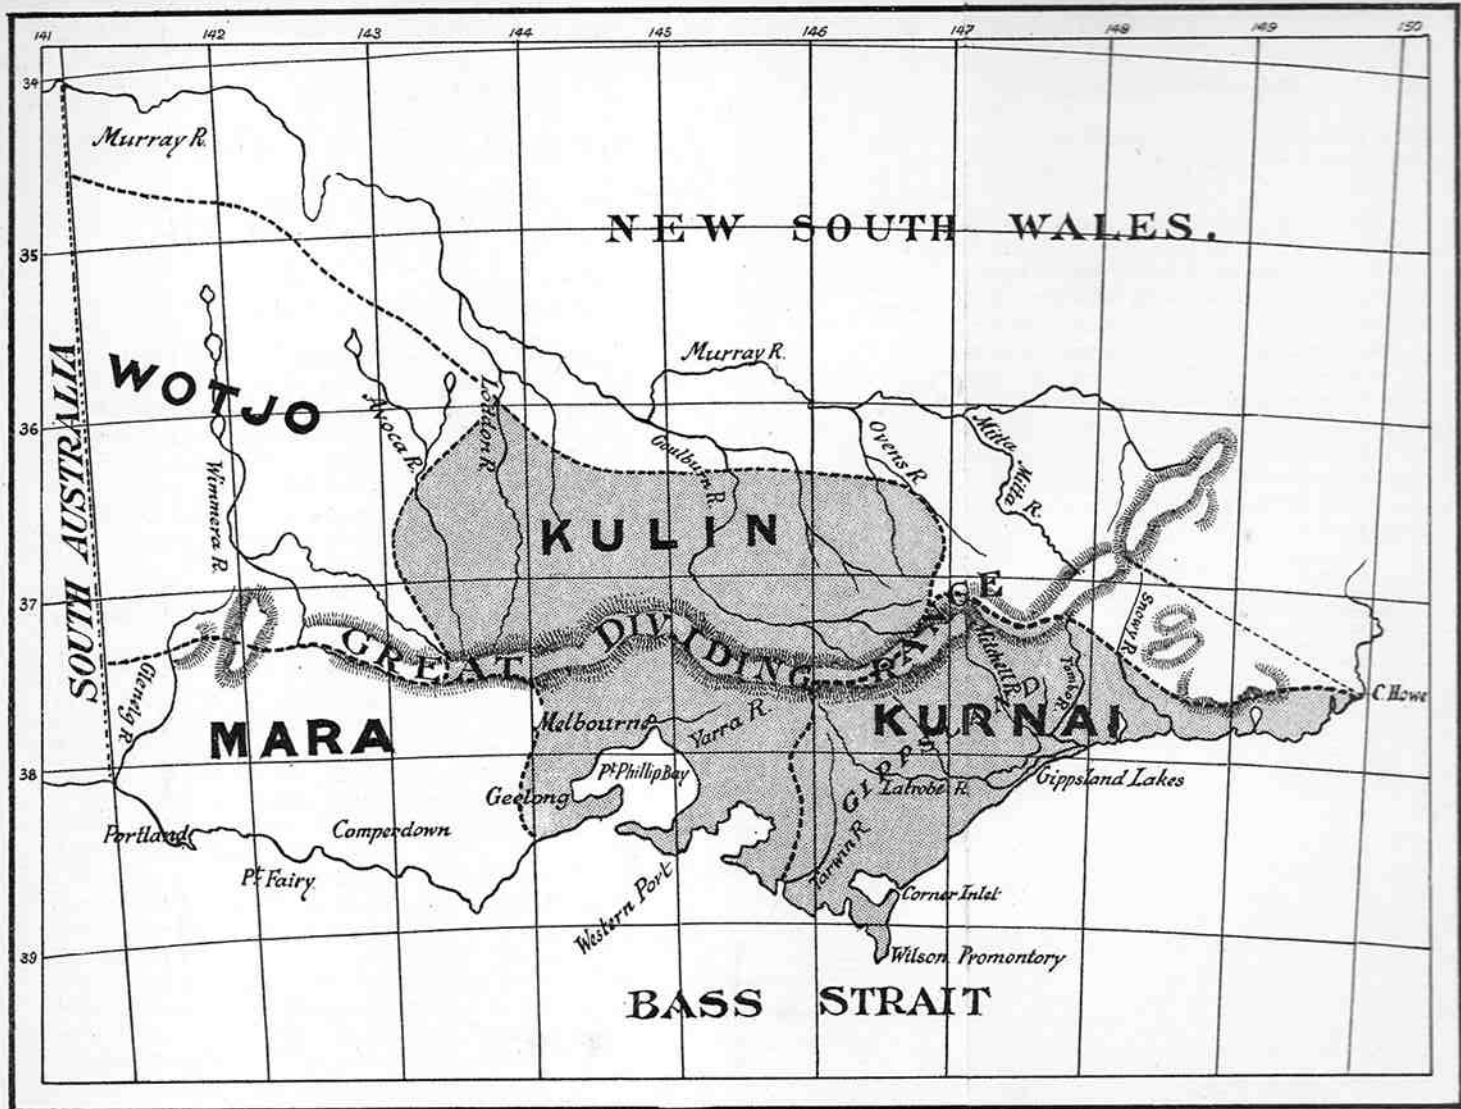 141 142 143 144 145 146 147 148 149 150
34
35
36
37
38
39
Murray R.
NEW SOUTH WALES.
SOUTH AUSTRALIA
WOTJO
Murray R.
Avoca R.
Loddon R.
Goulburn R.
Ovens R.
Mitta Mitta R.
Wimmera R.
KULIN
GREAT DIVIDING RANGE
Snowy R.
Glenelg R.
Mitchell R.
C. Howe
MARA
Melbourne
Yarra R.
KURNAI
Pt. Phillip Bay
Geelong
GIPPSLAND
Latrobe R.
Gippsland Lakes
Portland
Comperdown
Pt. Fairy
Western Port
Tarwin R.
Corner Inlet
Wilson Promontory
BASS STRAIT